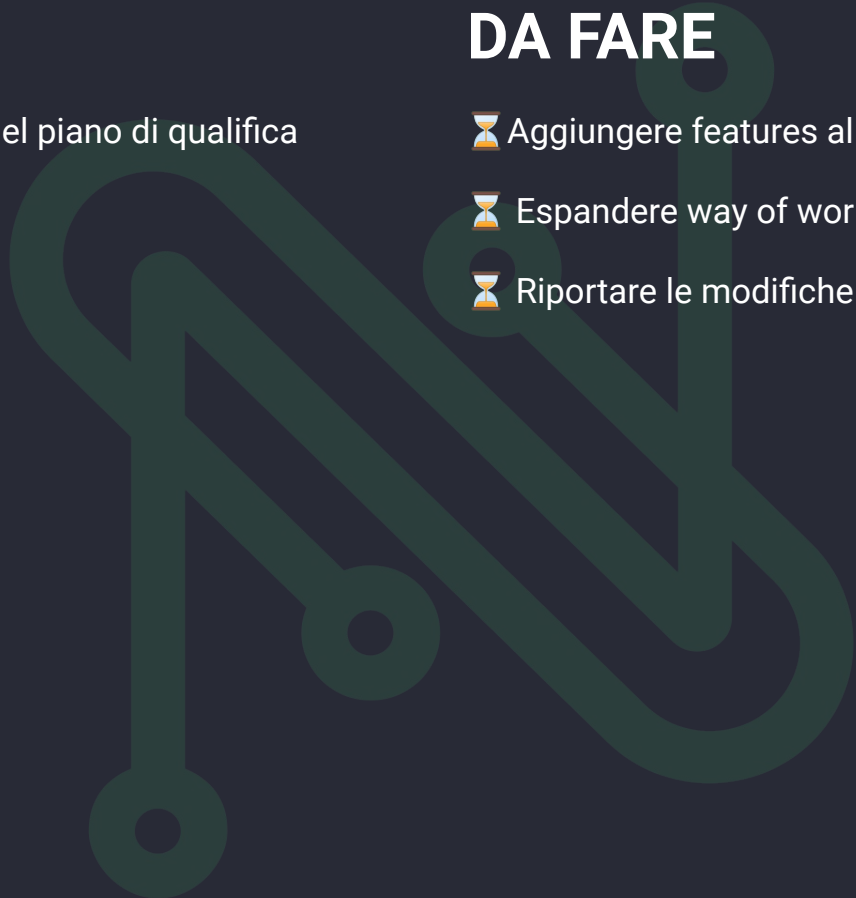 DA FARE
el piano di qualifica
⏳Aggiungere features al
⏳ Espandere way of wor
⏳ Riportare le modifiche